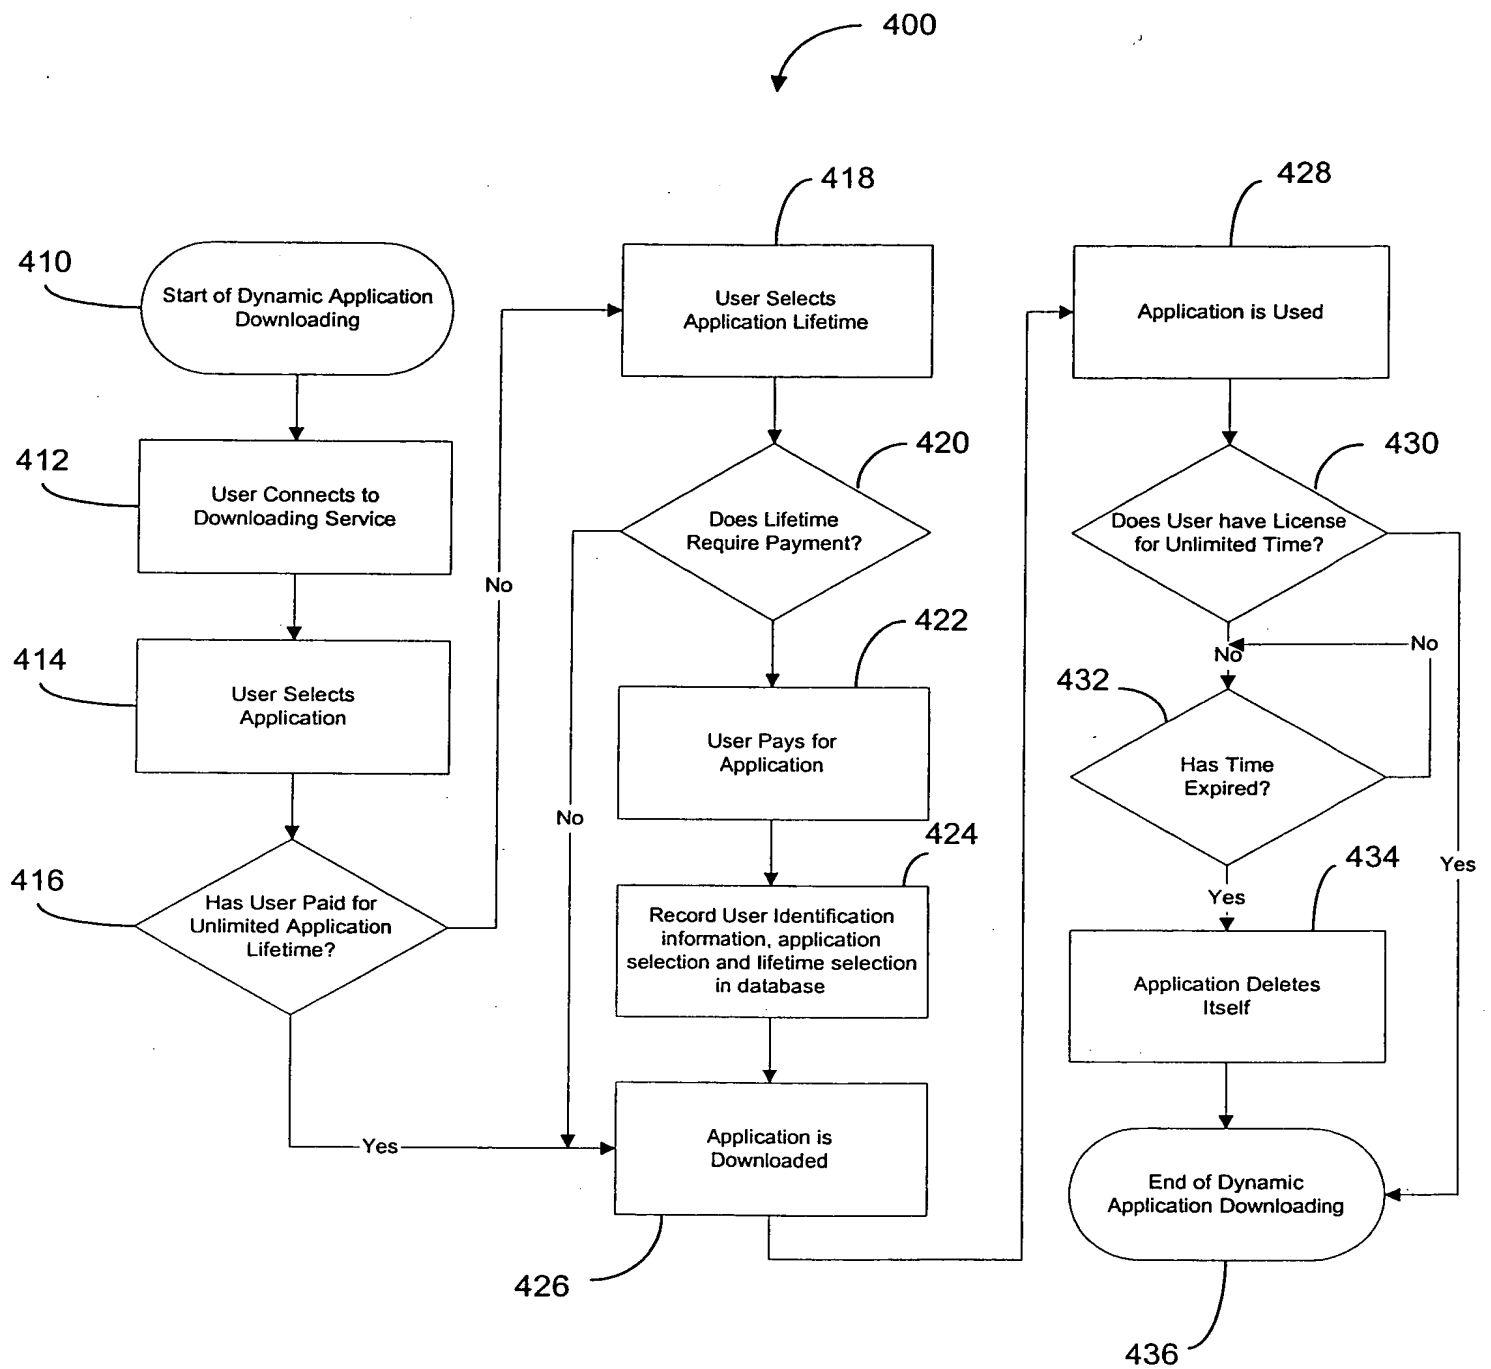 400
410
Start of Dynamic Application
Downloading
412
User Connects to
Downloading Service
414
User Selects
Application
416
Has User Paid for
Unlimited Application
Lifetime?
No
Yes
418
User Selects
Application Lifetime
420
Does Lifetime
Require Payment?
No
422
User Pays for
Application
424
Record User Identification
information, application
selection and lifetime selection
in database
Application is
Downloaded
426
428
Application is Used
430
Does User have License
for Unlimited Time?
No
No
Yes
432
Has Time
Expired?
Yes
434
Application Deletes
Itself
End of Dynamic
Application Downloading
436